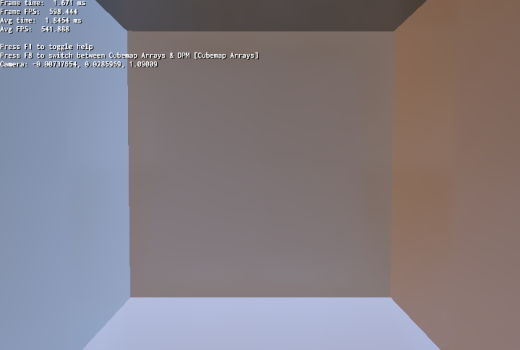 Frame time: 1.671 ms
Frame FPS: 598.444
Avg time: 1.8454 ms
Avg FPS: 541.888
Press F1 to toggle help
Press F8 to switch between Cubemap Arrays & DPM [Cubemap Arrays]
Camera: -0.00737654, 0.0285959, 1.09009